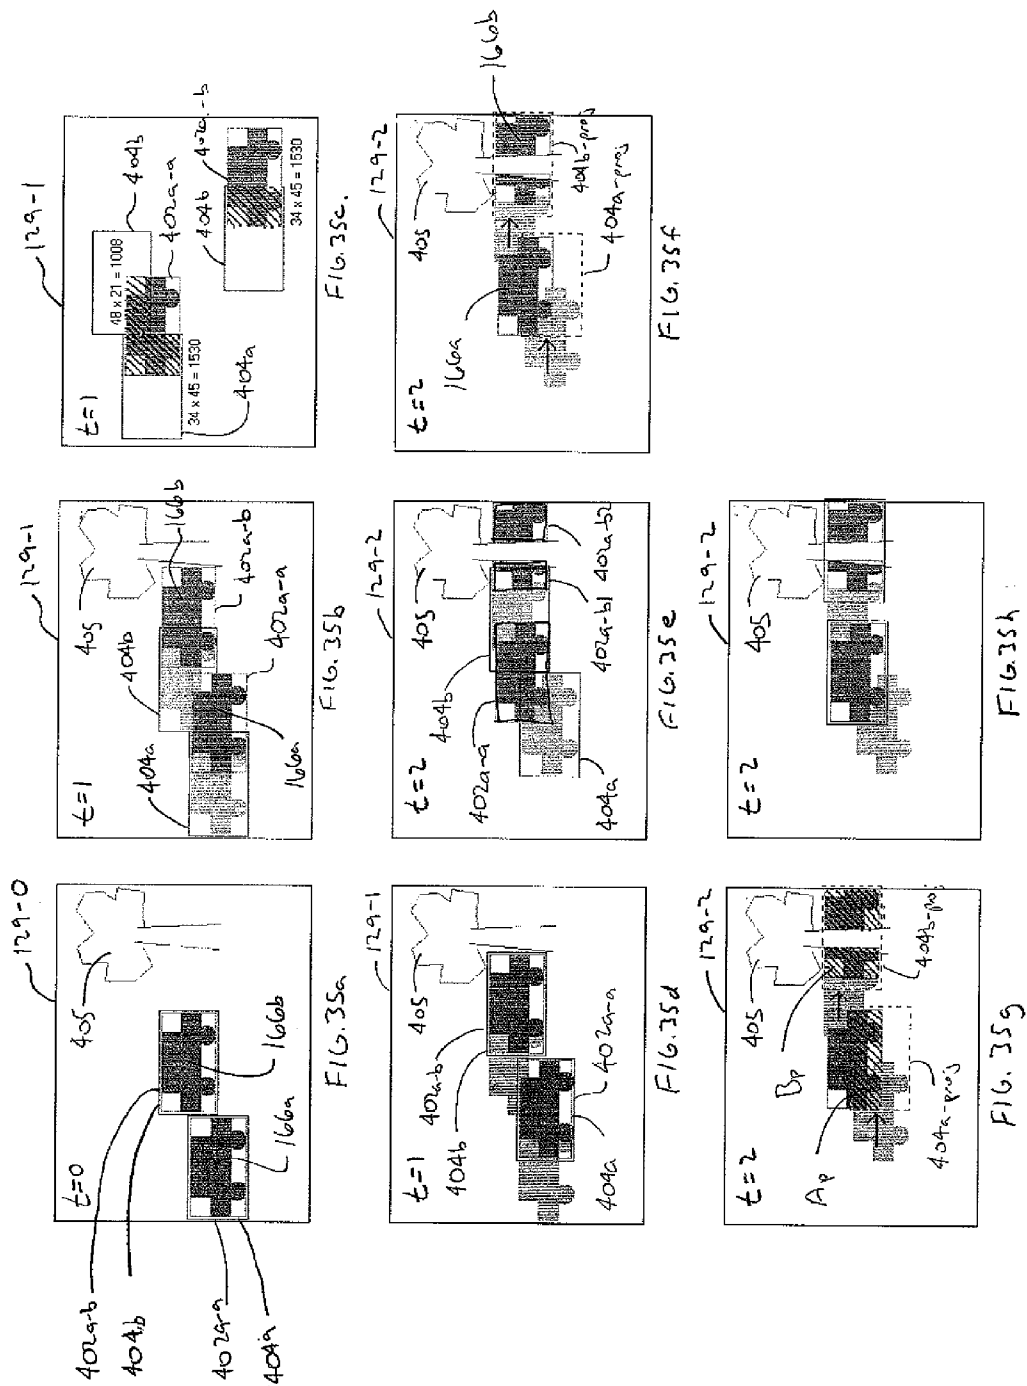 129-0
t=0
405
402a-b
404b
402a-a
404a
166b
166a
FIG. 35a
129-1
t=1
405
404b
404a
166b
402a-b
402a-a
166a
FIG. 35b
129-1
t=1
404b
48 x 21 = 1008
402a-a
404b
402a-b
34 x 45 = 1530
404a
34 x 45 = 1530
FIG. 35c
129-1
t=1
405
402a-b
404b
402a-a
404a
FIG. 35d
129-2
t=2
405
404b
402a-a
402a-b2
402a-b1
404a
FIG. 35e
129-2
t=2
405
166b
166a
404b-proj
404a-proj
FIG. 35f
129-2
t=2
405
Bp
Ap
404b-proj
404a-proj
FIG. 35g
129-2
t=2
405
FIG. 35h